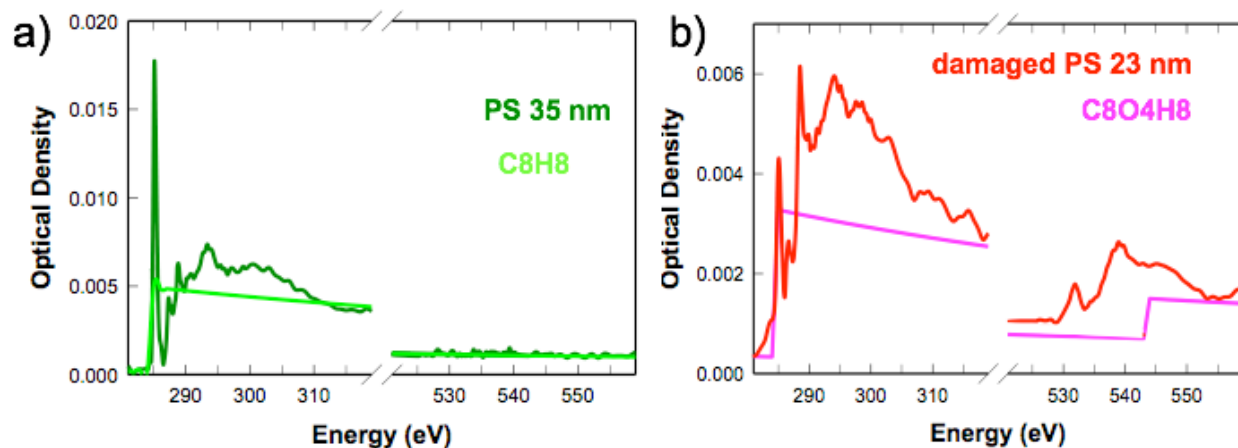 a)
0.020
0.015
0.010
0.005
0.000
Optical Density
PS 35 nm
C8H8
290 300 310 530 540 550
Energy (eV)
b)
0.006
0.004
0.002
0.000
Optical Density
damaged PS 23 nm
C8O4H8
290 300 310 530 540 550
Energy (eV)